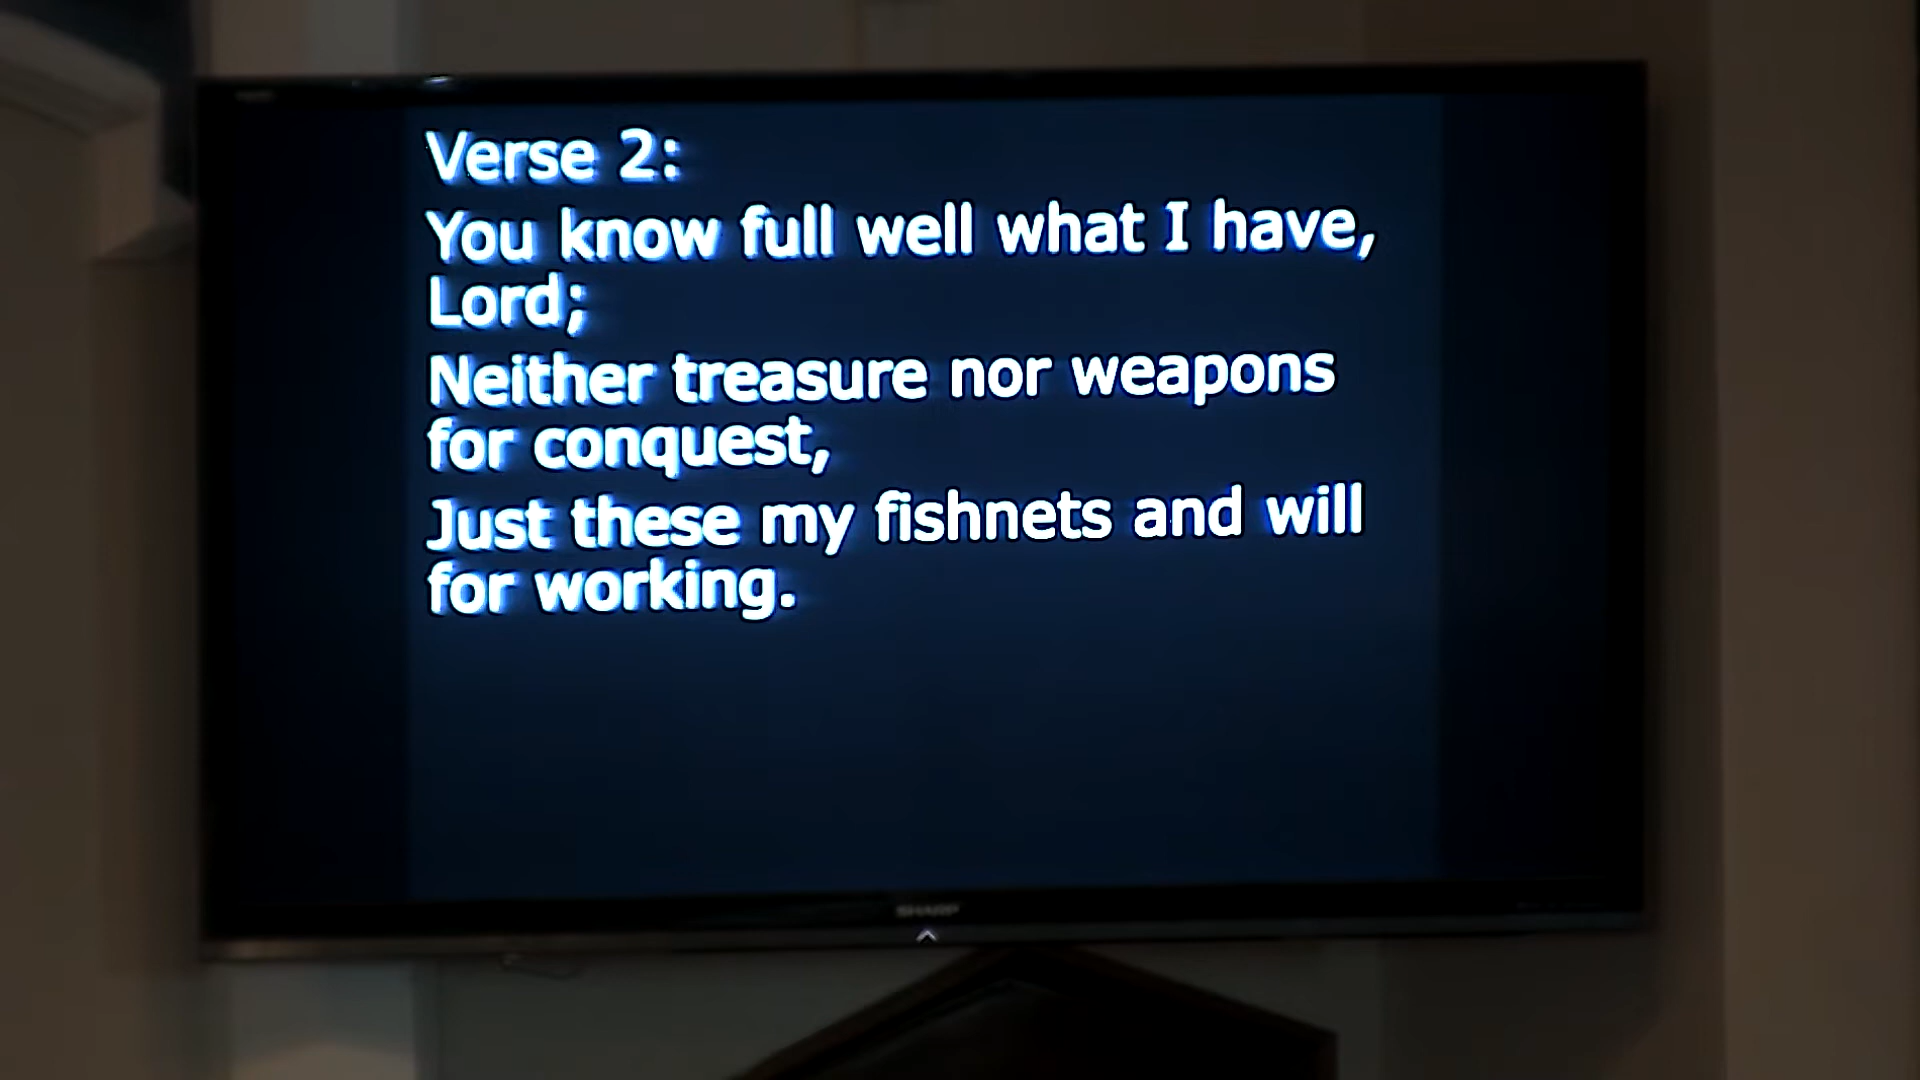 Verse 2:
You know full well what I have,
Lord;
Neither treasure nor weapons
for conquest,
Just these my fishnets and will
for working.
SHARP